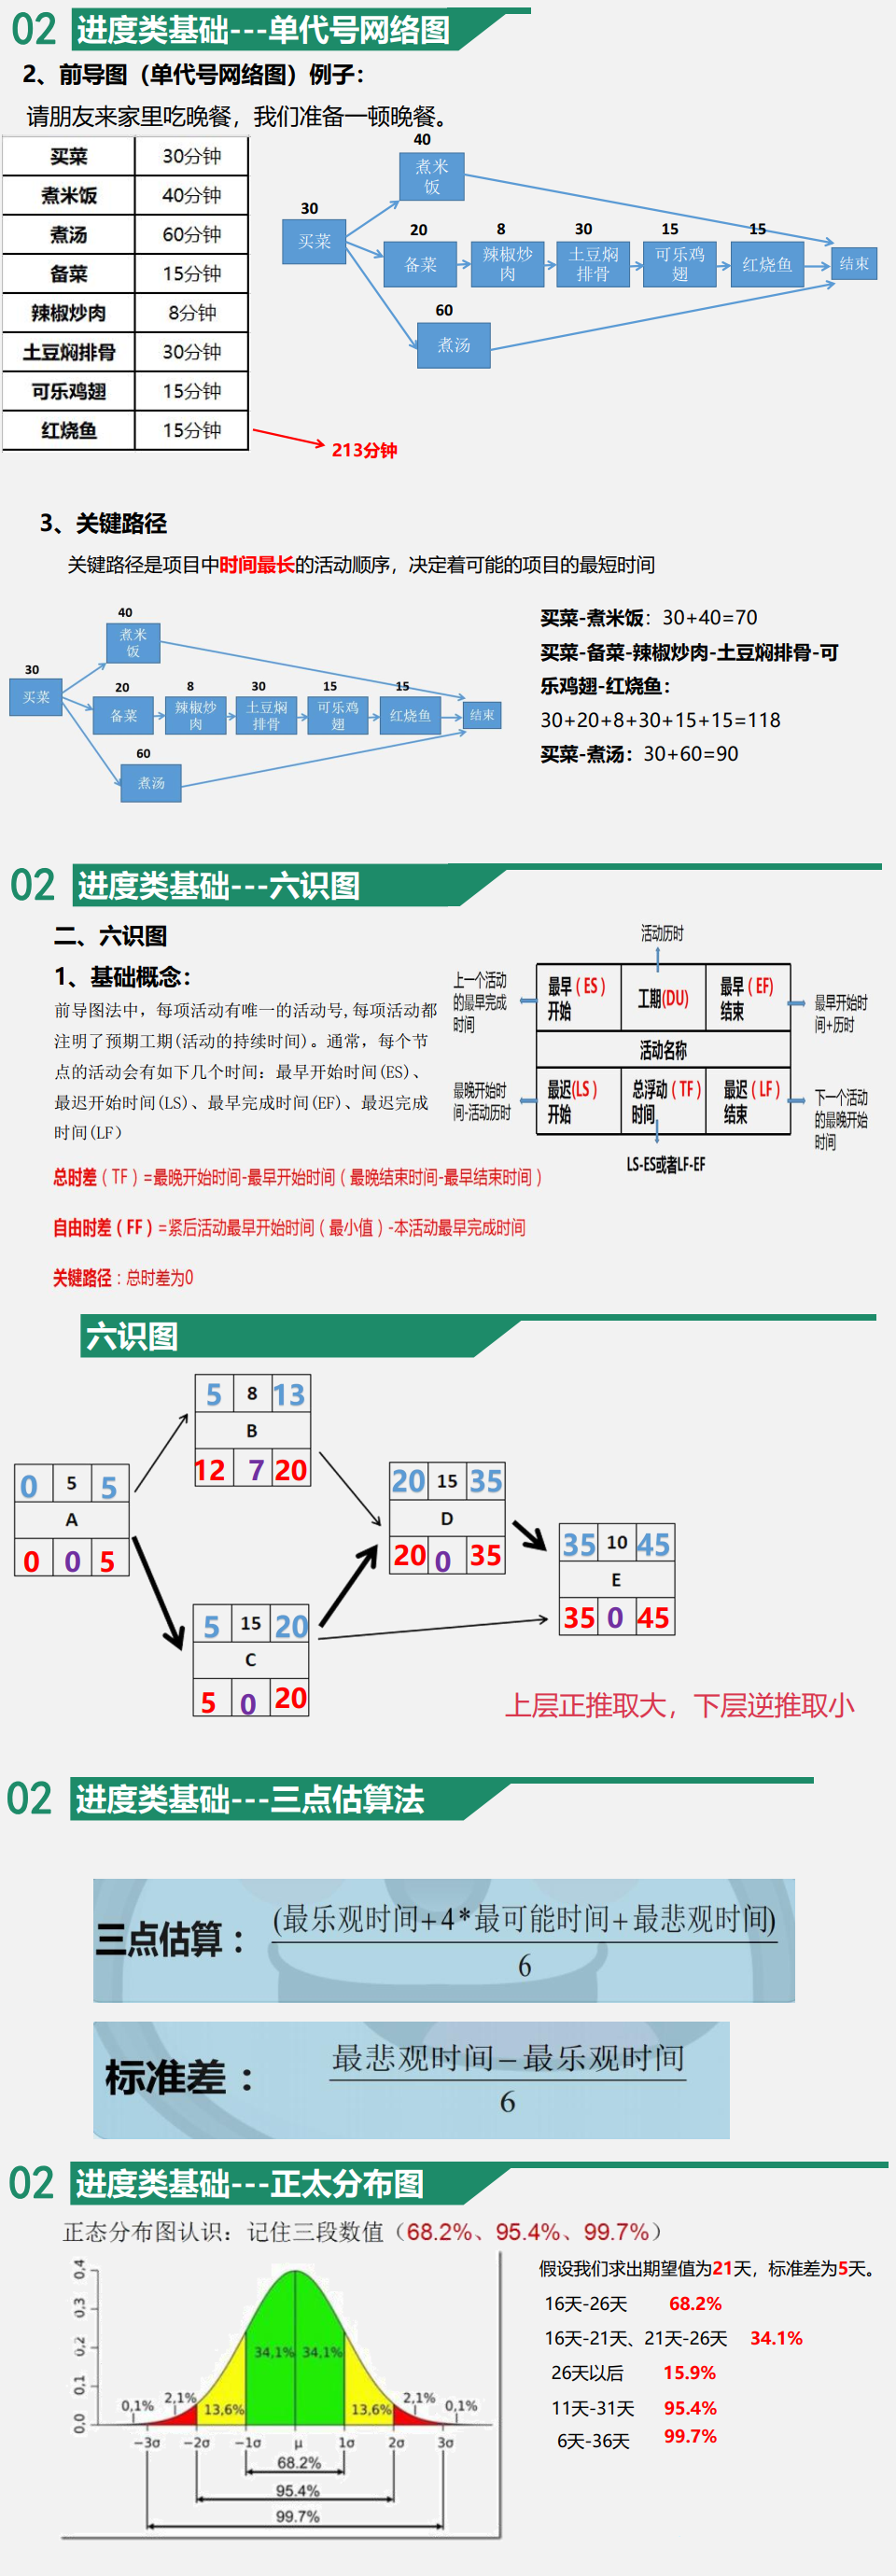 02 进度类基础---单代号网络图
2、前导图（单代号网络图）例子：
请朋友来家里吃晚餐，我们准备一顿晚餐。
买菜 30分钟
煮米饭 40分钟
煮汤 60分钟
备菜 15分钟
辣椒炒肉 8分钟
土豆焖排骨 30分钟
可乐鸡翅 15分钟
红烧鱼 15分钟
213分钟
40
煮米
饭
30
买菜
20 8 30 15 15
备菜
辣椒炒
肉
土豆焖
排骨
可乐鸡
翅
红烧鱼
结束
60
煮汤
3、关键路径
关键路径是项目中时间最长的活动顺序，决定着可能的项目的最短时间
40
煮米
饭
30
买菜
20 8 30 15 15
备菜
辣椒炒
肉
土豆焖
排骨
可乐鸡
翅
红烧鱼
结束
60
煮汤
买菜-煮米饭：30+40=70
买菜-备菜-辣椒炒肉-土豆焖排骨-可
乐鸡翅-红烧鱼：
30+20+8+30+15+15=118
买菜-煮汤：30+60=90
02 进度类基础---六识图
二、六识图
1、基础概念：
前导图法中，每项活动有唯一的活动号,每项活动都
注明了预期工期(活动的持续时间)。通常，每个节
点的活动会有如下几个时间：最早开始时间(ES)、
最迟开始时间(LS)、最早完成时间(EF)、最迟完成
时间(LF）
活动历时
上一个活动
的最早完成
时间
最早（ES）
开始
工期(DU)
最早（EF)
结束
最早开始时
间+历时
活动名称
最晚开始时
间-活动历时
最迟(LS）
开始
总浮动（TF）
时间
最迟（LF）
结束
下一个活动
的最晚开始
时间
LS-ES或者LF-EF
总时差（TF）=最晚开始时间-最早开始时间（最晚结束时间-最早结束时间）
自由时差（FF）=紧后活动最早开始时间（最小值）-本活动最早完成时间
关键路径：总时差为0
六识图
5 8 13
B
12 7 20
0 5 5
A
0 0 5
20 15 35
D
20 0 35
35 10 45
E
35 0 45
5 15 20
C
5 0 20
上层正推取大，下层逆推取小
02 进度类基础---三点估算法
三点估算：
(最乐观时间+4*最可能时间+最悲观时间)
6
标准差：
最悲观时间－最乐观时间
6
02 进度类基础---正太分布图
正态分布图认识：记住三段数值（68.2%、95.4%、99.7%）
0,4
0,3
0,2
0,1
0,0
34,1% 34,1%
0,1% 2,1% 13,6% 13,6% 2,1% 0,1%
−3σ −2σ −1σ μ 1σ 2σ 3σ
68.2%
95.4%
99.7%
假设我们求出期望值为21天，标准差为5天。
16天-26天 68.2%
16天-21天、21天-26天 34.1%
26天以后 15.9%
11天-31天 95.4%
6天-36天 99.7%